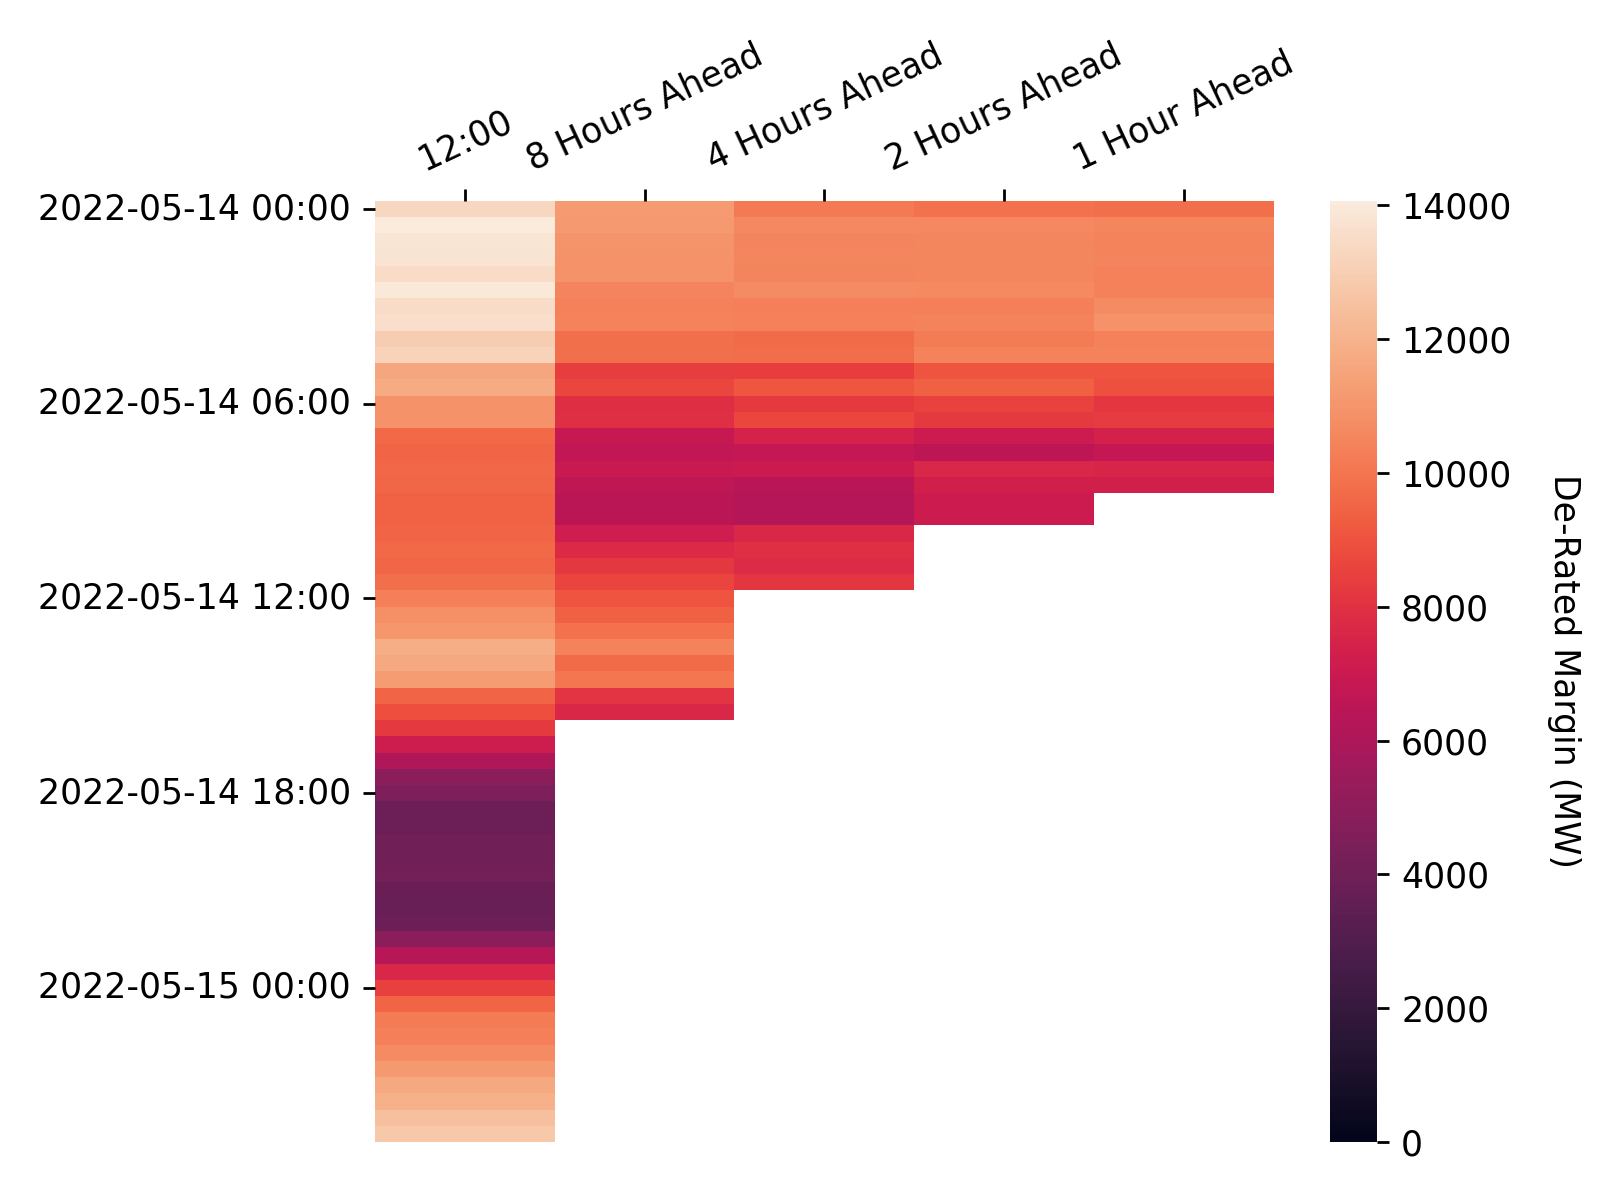 12:00
8 Hours Ahead
4 Hours Ahead
2 Hours Ahead
1 Hour Ahead
2022-05-14 00:00
2022-05-14 06:00
2022-05-14 12:00
2022-05-14 18:00
2022-05-15 00:00
14000
12000
10000
8000
6000
4000
2000
0
De-Rated Margin (MW)